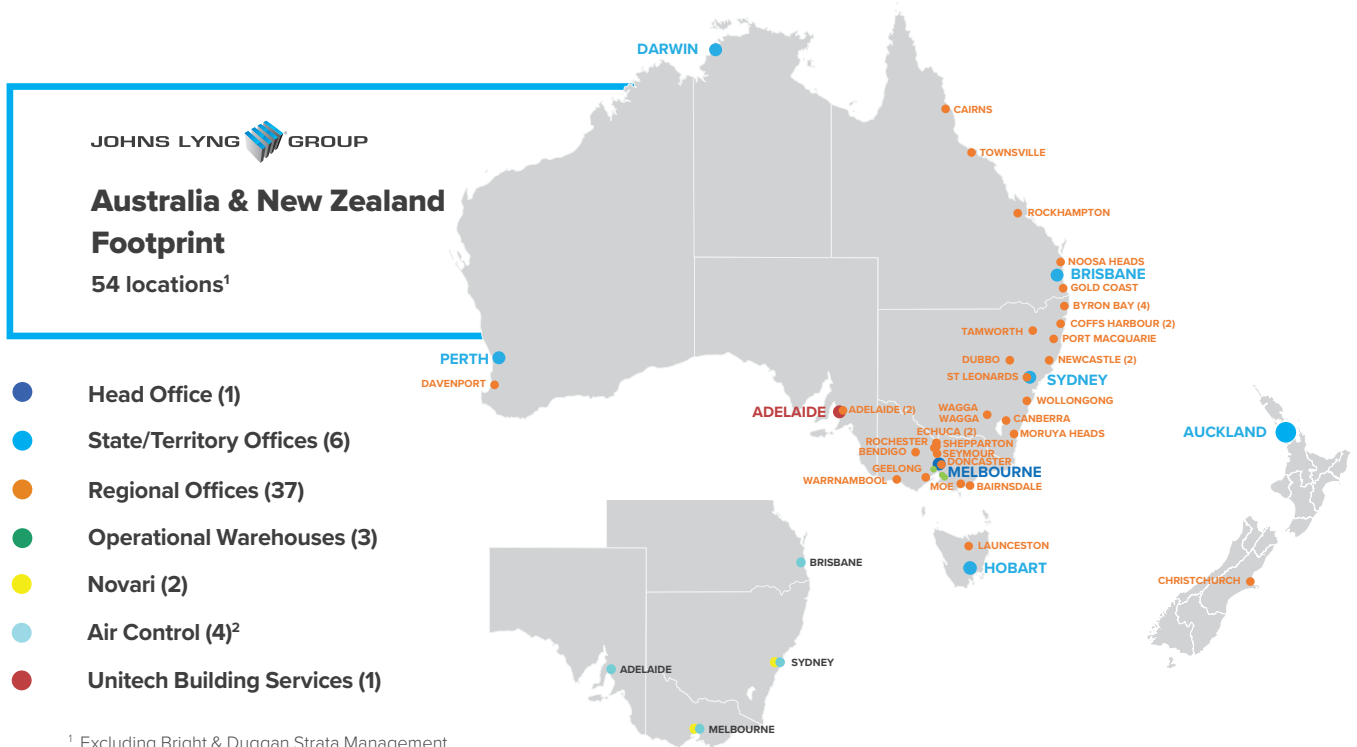 JOHNS LYNG GROUP
Australia & New Zealand
Footprint
54 locations¹
Head Office (1)
State/Territory Offices (6)
Regional Offices (37)
Operational Warehouses (3)
Novari (2)
Air Control (4)²
Unitech Building Services (1)
¹ Excluding Bright & Duggan Strata Management
DARWIN
CAIRNS
TOWNSVILLE
ROCKHAMPTON
NOOSA HEADS
BRISBANE
GOLD COAST
BYRON BAY (4)
COFFS HARBOUR (2)
TAMWORTH
PORT MACQUARIE
PERTH
DUBBO
NEWCASTLE (2)
DAVENPORT
ST LEONARDS
SYDNEY
WOLLONGONG
ADELAIDE
ADELAIDE (2)
WAGGA
WAGGA
CANBERRA
MORUYA HEADS
AUCKLAND
ECHUCA (2)
ROCHESTER
SHEPPARTON
BENDIGO
SEYMOUR
DONCASTER
GEELONG
MELBOURNE
WARRNAMBOOL
MOE
BAIRNSDALE
LAUNCESTON
HOBART
CHRISTCHURCH
BRISBANE
ADELAIDE
SYDNEY
MELBOURNE